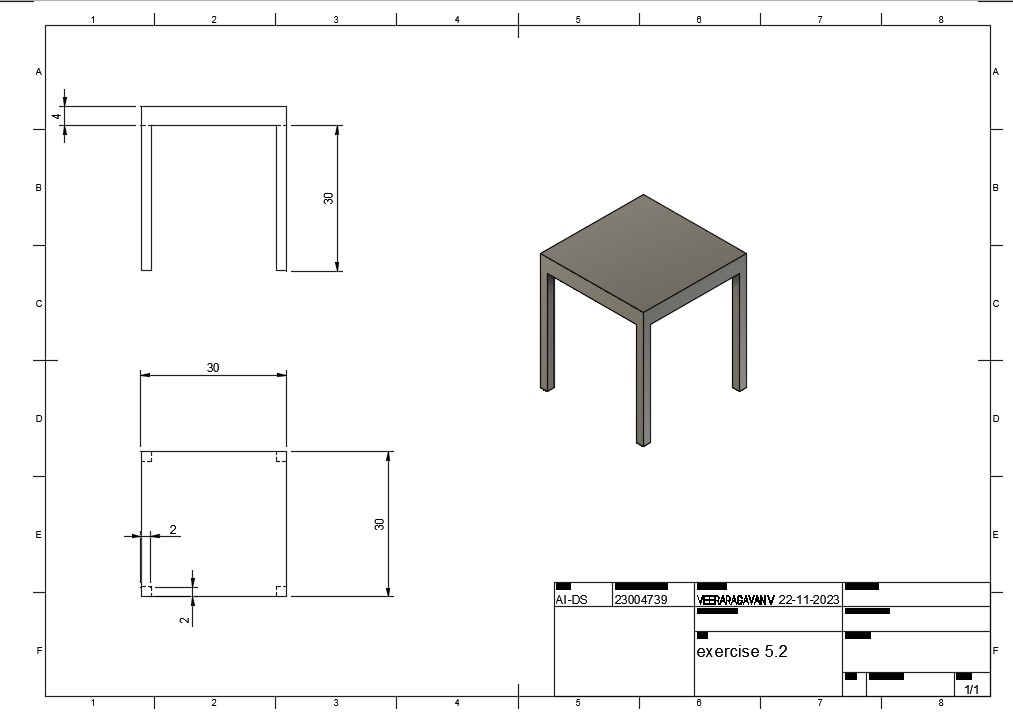 1 2 3 4 5 6 7 8
A A
4
B B
30
C C
30
D D
30
E E
2
2
AI-DS 23004739 VEERARAGAVAN V 22-11-2023
F F
exercise 5.2
1/1
1 2 3 4 5 6 7 8